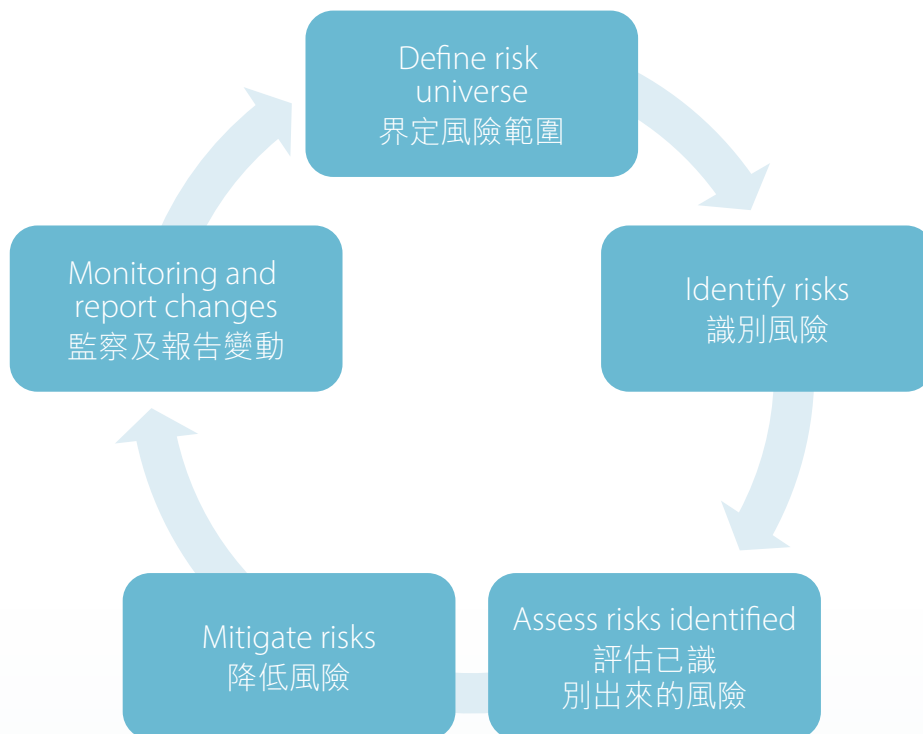 Define risk
universe
界定風險範圍
Identify risks
識別風險
Assess risks identified
評估已識
別出來的風險
Mitigate risks
降低風險
Monitoring and
report changes
監察及報告變動